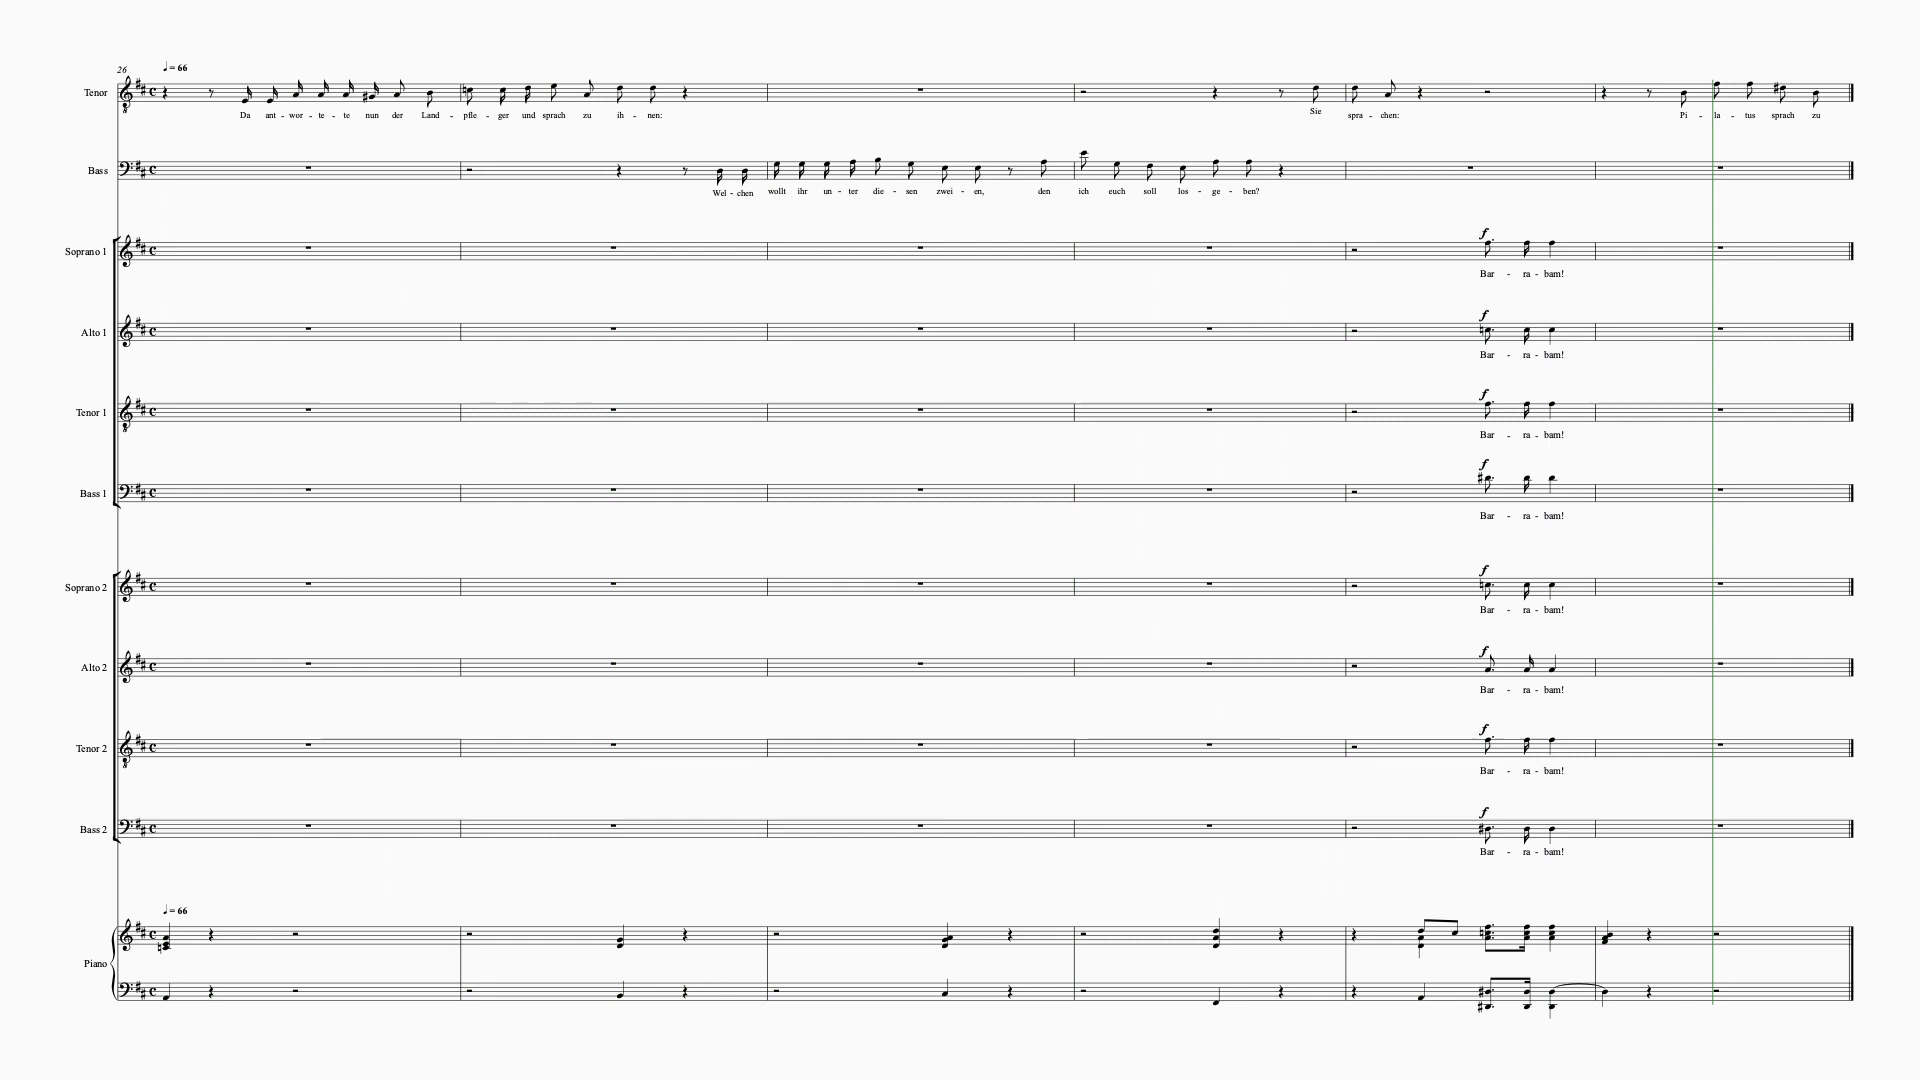 26
♩ = 66
Tenor
Da ant - wor - te - te nun der Land - pfle - ger und sprach zu ih - nen: Sie spra - chen: Pi - la - tus sprach zu
Bass
Wel - chen wollt ihr un - ter die - sen zwei - en, den ich euch soll los - ge - ben?
f
Soprano 1
Bar - ra - bam!
f
Alto 1
Bar - ra - bam!
f
Tenor 1
Bar - ra - bam!
f
Bass 1
Bar - ra - bam!
f
Soprano 2
Bar - ra - bam!
f
Alto 2
Bar - ra - bam!
f
Tenor 2
Bar - ra - bam!
f
Bass 2
Bar - ra - bam!
♩ = 66
Piano